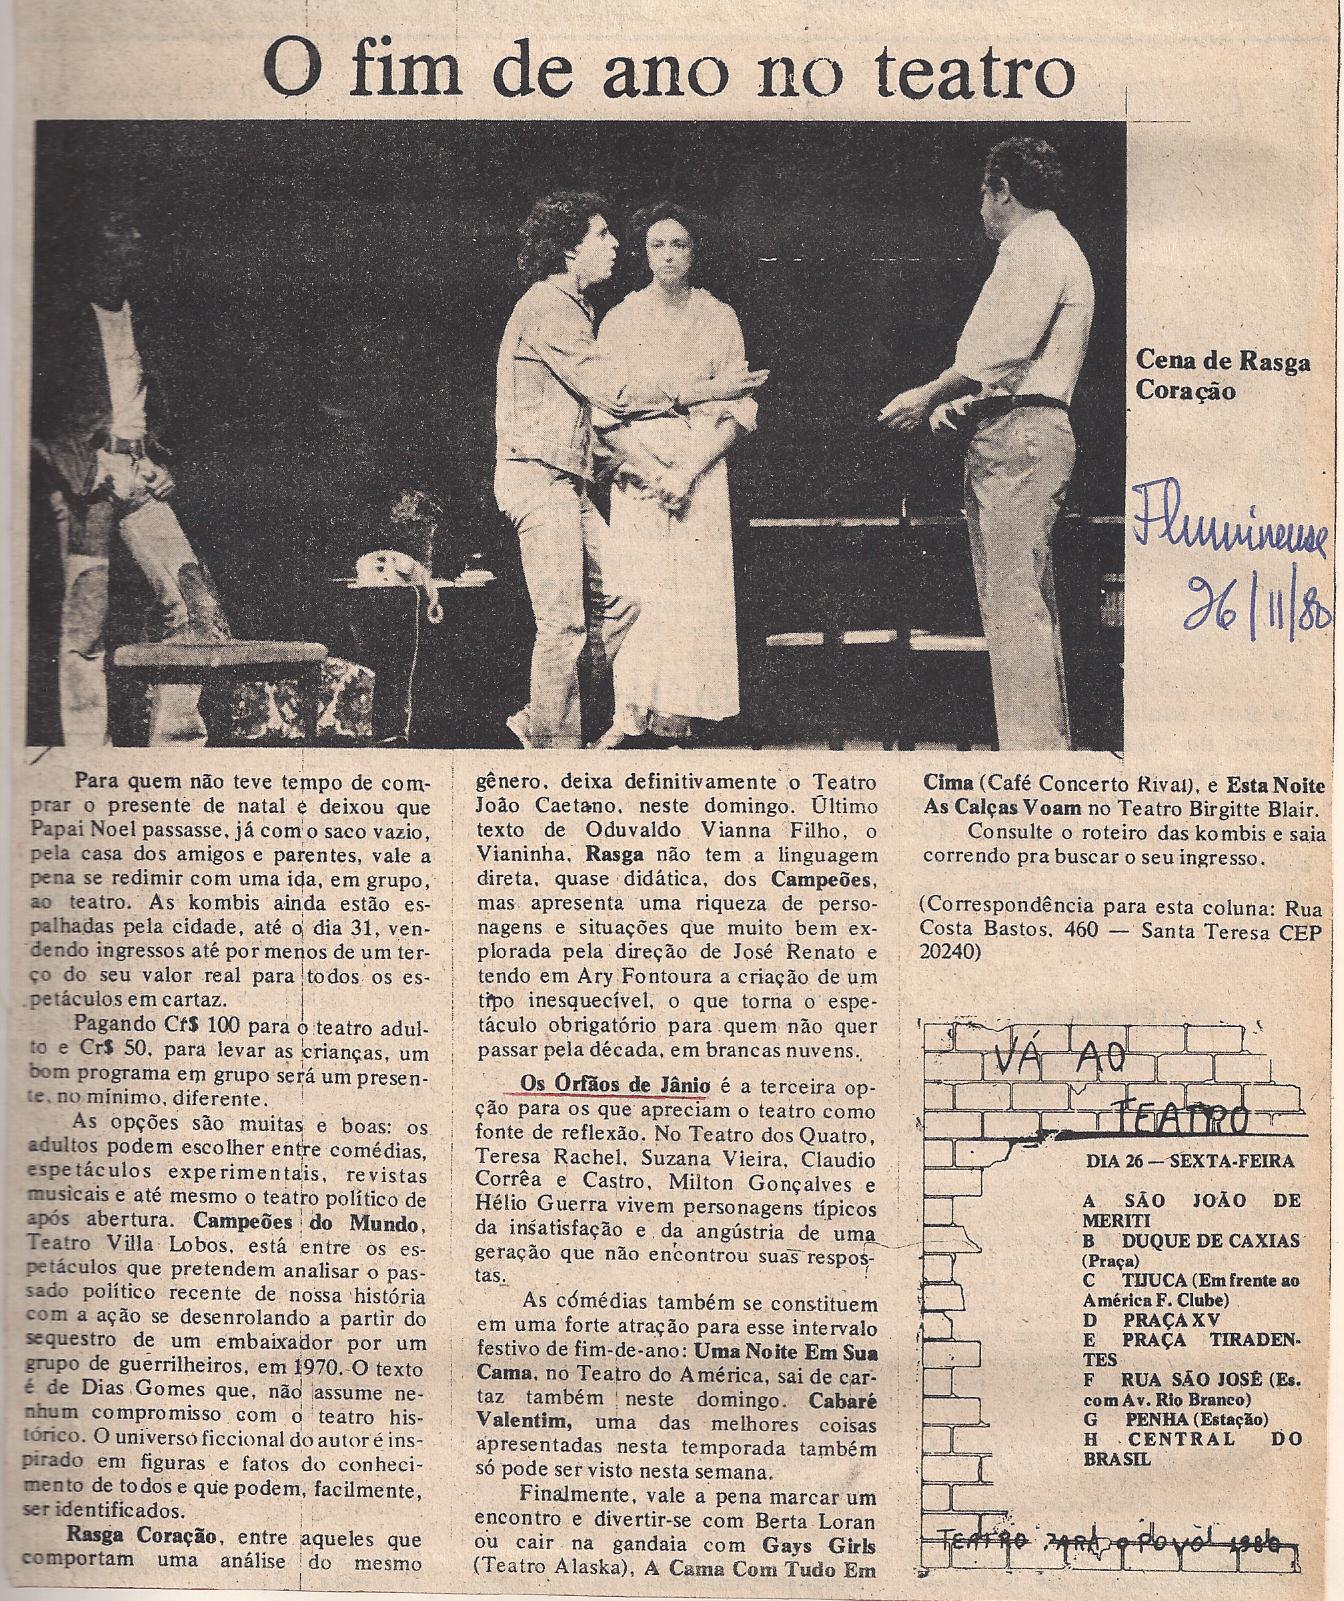 O fim de ano no teatro
Cena de Rasga
Coração
Fluminense
26/11/80
Para quem não teve tempo de com-
prar o presente de natal e deixou que
Papai Noel passasse, já com o saco vazio,
pela casa dos amigos e parentes, vale a
pena se redimir com uma ida, em grupo,
ao teatro. As kombis ainda estão es-
palhadas pela cidade, até o dia 31, ven-
dendo ingressos até por menos de um ter-
ço do seu valor real para todos os es-
petáculos em cartaz.
Pagando Cr$ 100 para o teatro adul-
to e Cr$ 50, para levar as crianças, um
bom programa em grupo será um presen-
te, no mínimo, diferente.
As opções são muitas e boas: os
adultos podem escolher entre comédias,
espetáculos experimentais, revistas
musicais e até mesmo o teatro político de
após abertura. Campeões do Mundo,
Teatro Villa Lobos, está entre os es-
petáculos que pretendem analisar o pas-
sado político recente de nossa história
com a ação se desenrolando a partir do
sequestro de um embaixador por um
grupo de guerrilheiros, em 1970. O texto
é de Dias Gomes que, não assume ne-
nhum compromisso com o teatro his-
tórico. O universo ficcional do autor é ins-
pirado em figuras e fatos do conheci-
mento de todos e que podem, facilmente,
ser identificados.
Rasga Coração, entre aqueles que
comportam uma análise do mesmo
gênero, deixa definitivamente o Teatro
João Caetano, neste domingo. Último
texto de Oduvaldo Vianna Filho, o
Vianinha, Rasga não tem a linguagem
direta, quase didática, dos Campeões,
mas apresenta uma riqueza de perso-
nagens e situações que muito bem ex-
plorada pela direção de José Renato e
tendo em Ary Fontoura a criação de um
tipo inesquecível, o que torna o espe-
táculo obrigatório para quem não quer
passar pela década, em brancas nuvens.
Os Órfãos de Jânio é a terceira op-
ção para os que apreciam o teatro como
fonte de reflexão. No Teatro dos Quatro,
Teresa Rachel, Suzana Vieira, Claudio
Corrêa e Castro, Milton Gonçalves e
Hélio Guerra vivem personagens típicos
da insatisfação e da angústria de uma
geração que não encontrou suas respos-
tas.
As cómédias também se constituem
em uma forte atração para esse intervalo
festivo de fim-de-ano: Uma Noite Em Sua
Cama, no Teatro do América, sai de car-
taz também neste domingo. Cabaré
Valentim, uma das melhores coisas
apresentadas nesta temporada também
só pode ser visto nesta semana.
Finalmente, vale a pena marcar um
encontro e divertir-se com Berta Loran
ou cair na gandaia com Gays Girls
(Teatro Alaska), A Cama Com Tudo Em
Cima (Café Concerto Rival), e Esta Noite
As Calças Voam no Teatro Birgitte Blair.
Consulte o roteiro das kombis e saia
correndo pra buscar o seu ingresso.
(Correspondência para esta coluna: Rua
Costa Bastos, 460 — Santa Teresa CEP
20240)
VÁ AO
TEATRO
DIA 26 — SEXTA-FEIRA
A SÃO JOÃO DE
MERITI
B DUQUE DE CAXIAS
(Praça)
C TIJUCA (Em frente ao
América F. Clube)
D PRAÇA XV
E PRAÇA TIRADEN-
TES
F RUA SÃO JOSÉ (Es.
com Av. Rio Branco)
G PENHA (Estação)
H CENTRAL DO
BRASIL
TEATRO PARA O POVO 1980